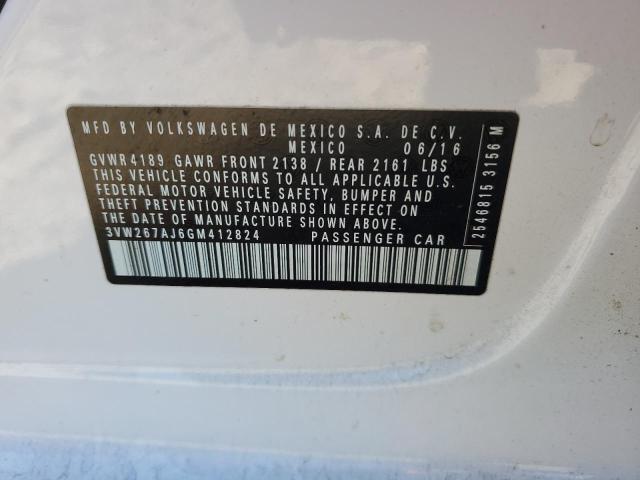 MFD BY VOLKSWAGEN DE MEXICO S.A. DE C.V.
MEXICO 06/16
GVWR 4189 GAWR FRONT 2138 / REAR 2161 LBS
THIS VEHICLE CONFORMS TO ALL APPLICABLE U.S.
FEDERAL MOTOR VEHICLE SAFETY, BUMPER AND
THEFT PREVENTION STANDARDS IN EFFECT ON
THE DATE OF MANUFACTURE SHOWN ABOVE.
3VW267AJ6GM412824 PASSENGER CAR
2546815 3156 M